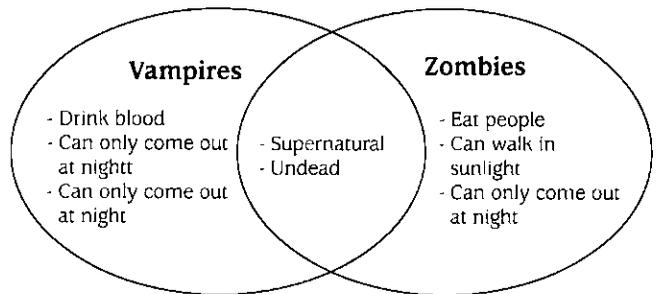 Vampires
- Drink blood
- Can only come out
at nightt
- Can only come out
at night
- Supernatural
- Undead
Zombies
- Eat people
- Can walk in
sunlight
- Can only come out
at night